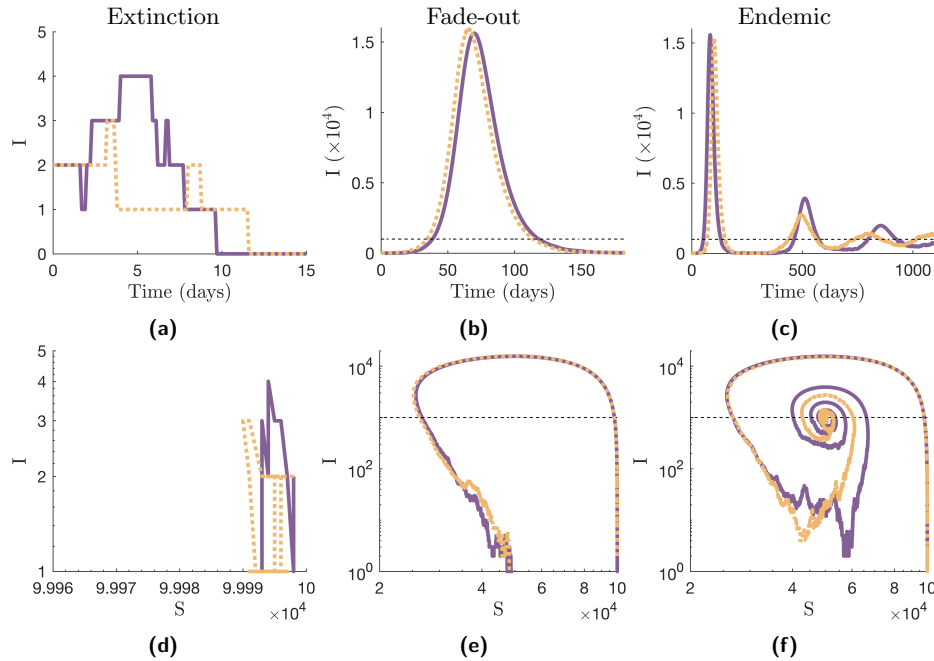 Extinction
Fade-out
Endemic
5
4
3
2
1
0
I
0
5
10
15
Time (days)
(a)
1.5
1
0.5
0
I (×10⁴)
0
50
100
150
Time (days)
(b)
1.5
1
0.5
0
I (×10⁴)
0
500
1000
Time (days)
(c)
5
4
3
2
1
I
9.996
9.997
9.998
9.999
10
×10⁴
S
(d)
10⁴
10²
10⁰
I
2
4
6
8
10
×10⁴
S
(e)
10⁴
10²
10⁰
I
2
4
6
8
10
×10⁴
S
(f)